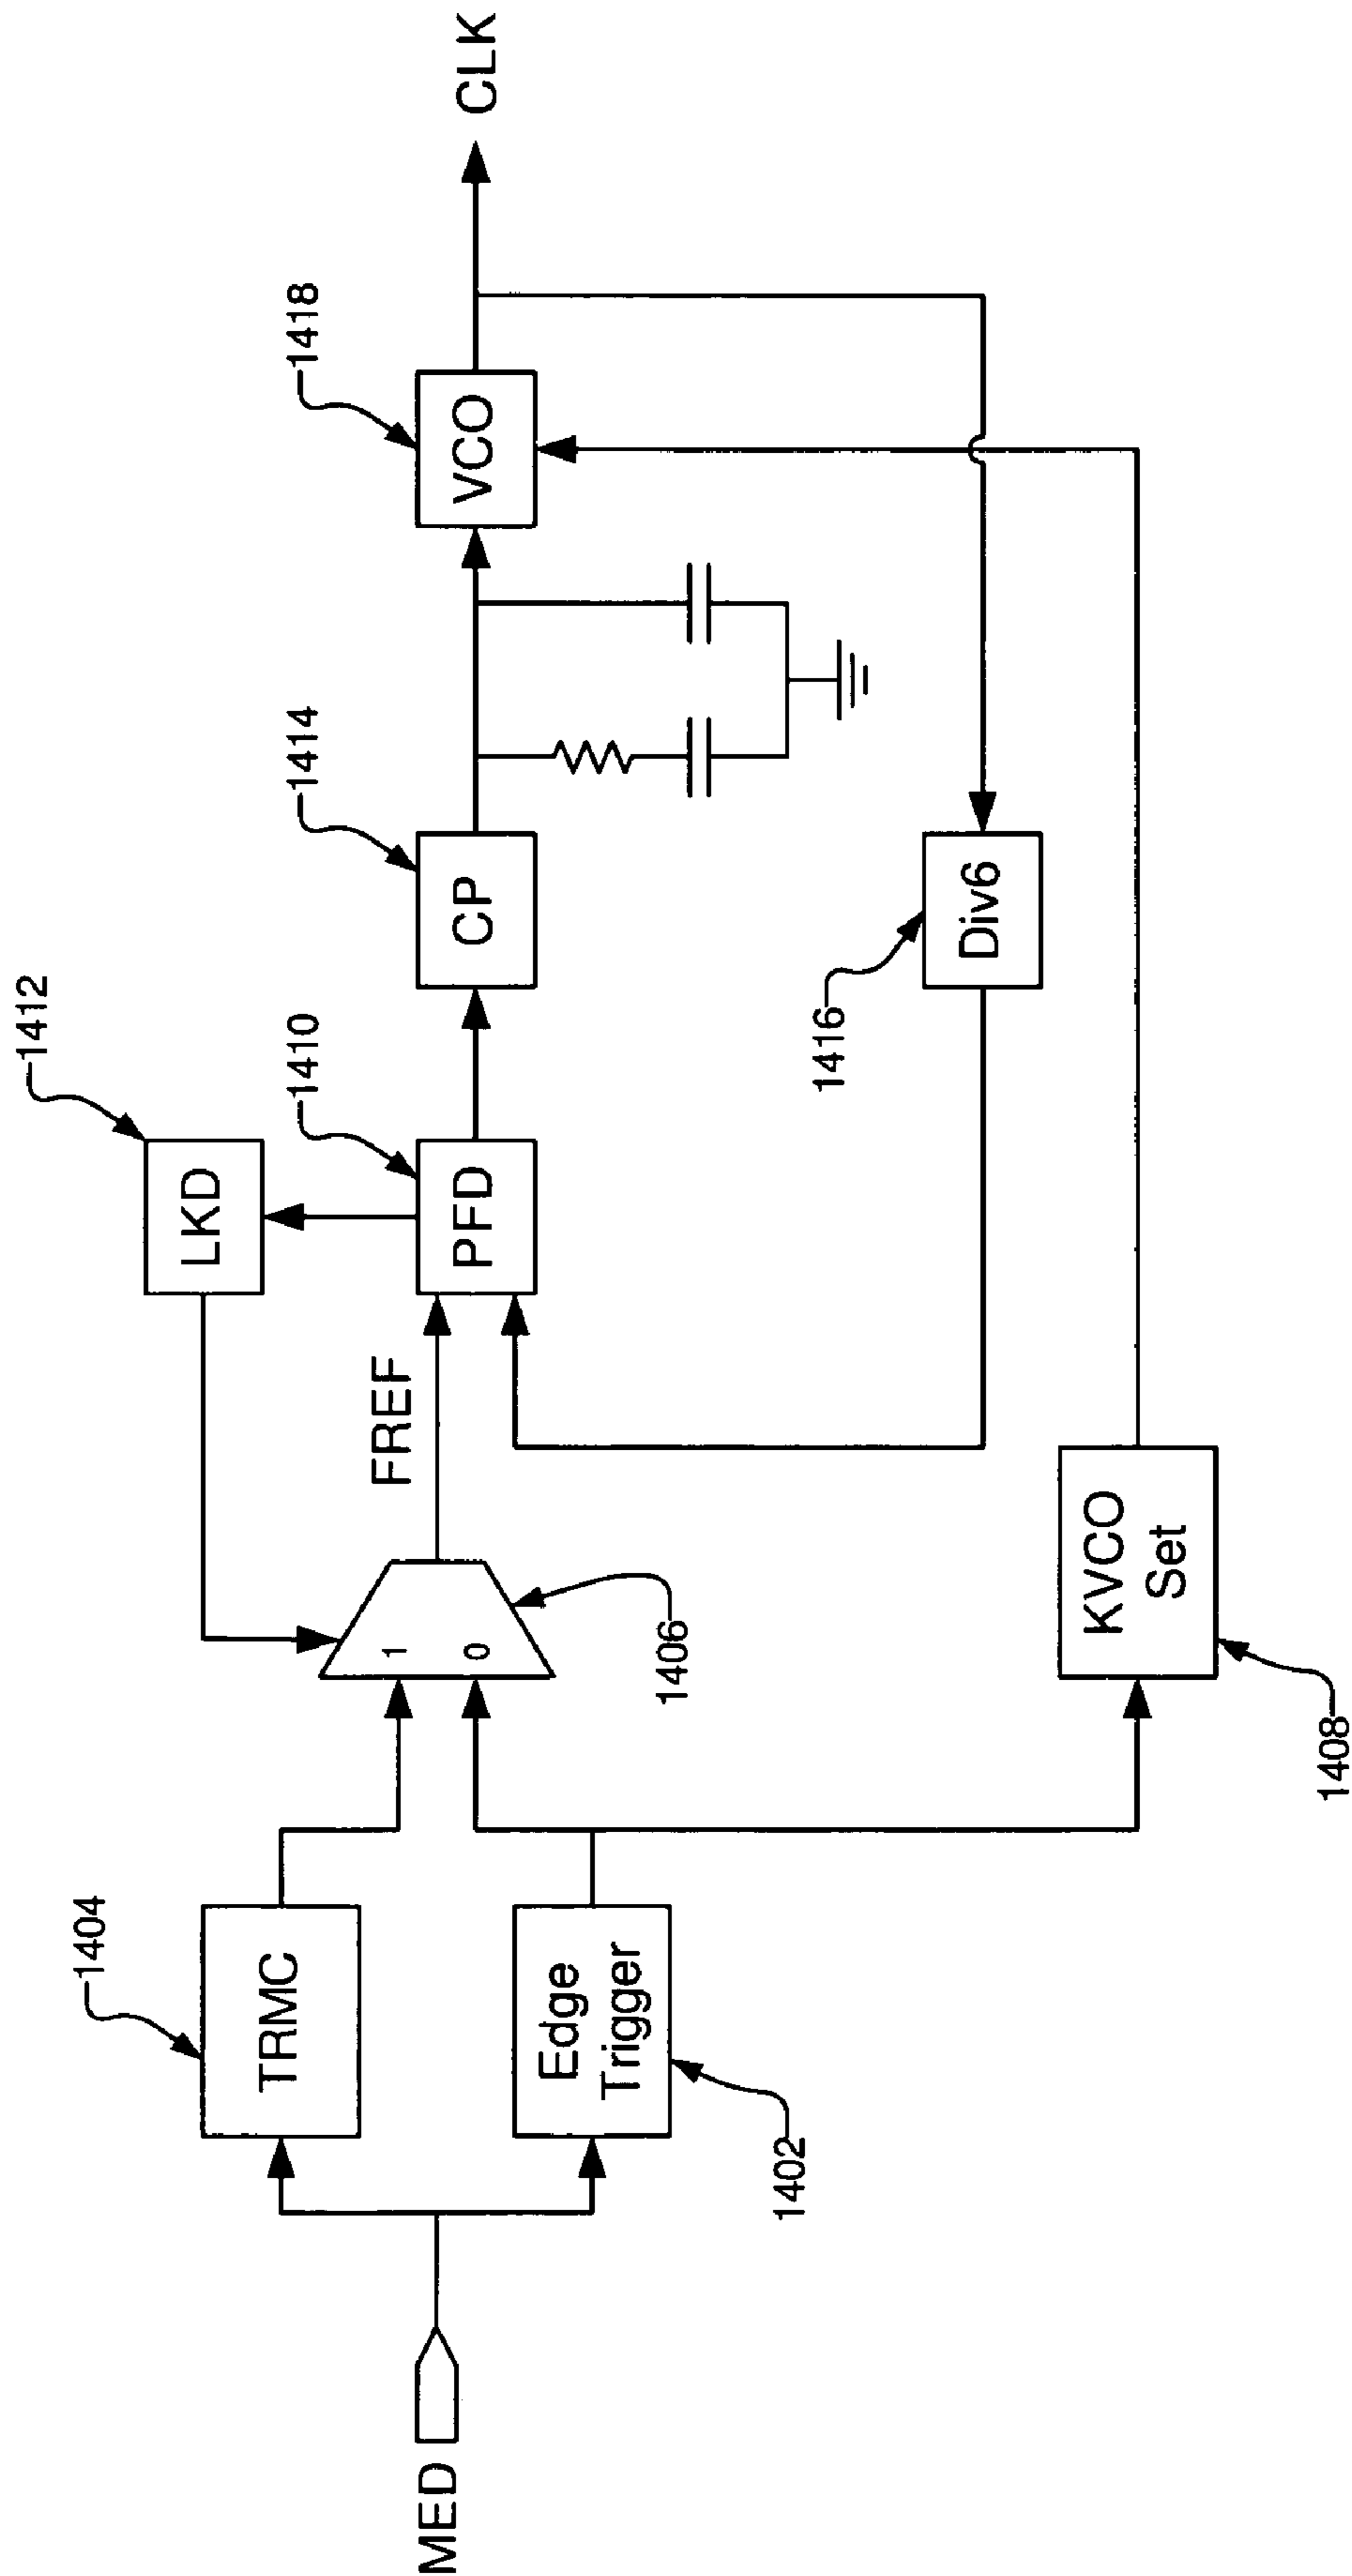 MED
1404
TRMC
Edge
Trigger
1402
1
0
1406
KVCO
Set
1408
FREF
1412
LKD
1410
PFD
1414
CP
1416
Div6
1418
VCO
CLK